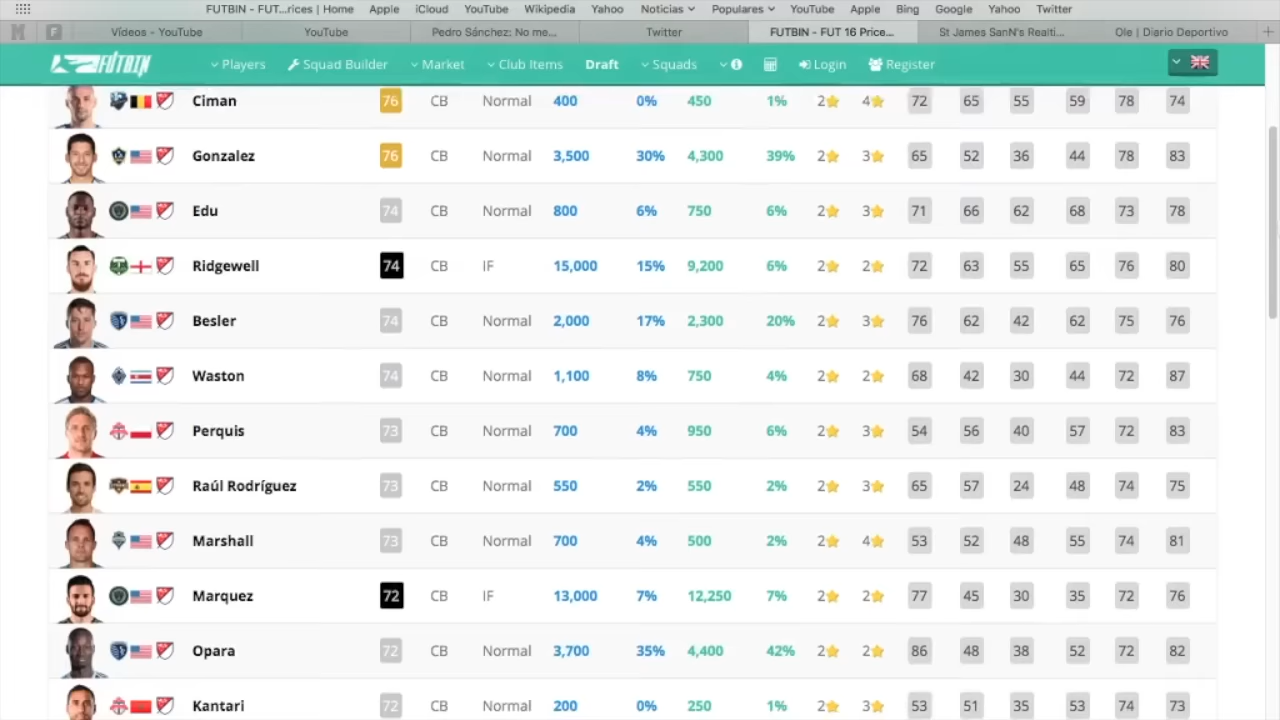 FUTBIN - FUT...rices | Home Apple iCloud YouTube Wikipedia Yahoo Noticias Populares YouTube Apple Bing Google Yahoo Twitter
M F Vídeos - YouTube YouTube Pedro Sánchez: No me... Twitter FUTBIN - FUT 16 Price... St James SanN's Realti... Ole | Diario Deportivo +
FUTBIN Players Squad Builder Market Club Items Draft Squads Login Register
Ciman 76 CB Normal 400 0% 450 1% 2 4 72 65 55 59 78 74
Gonzalez 76 CB Normal 3,500 30% 4,300 39% 2 3 65 52 36 44 78 83
Edu 74 CB Normal 800 6% 750 6% 2 3 71 66 62 68 73 78
Ridgewell 74 CB IF 15,000 15% 9,200 6% 2 2 72 63 55 65 76 80
Besler 74 CB Normal 2,000 17% 2,300 20% 2 3 76 62 42 62 75 76
Waston 74 CB Normal 1,100 8% 750 4% 2 2 68 42 30 44 72 87
Perquis 73 CB Normal 700 4% 950 6% 2 3 54 56 40 57 72 83
Raúl Rodríguez 73 CB Normal 550 2% 550 2% 2 3 65 57 24 48 74 75
Marshall 73 CB Normal 700 4% 500 2% 2 4 53 52 48 55 74 81
Marquez 72 CB IF 13,000 7% 12,250 7% 2 2 77 45 30 35 72 76
Opara 72 CB Normal 3,700 35% 4,400 42% 2 2 86 48 38 52 72 82
Kantari 72 CB Normal 200 0% 250 1% 2 3 53 51 35 53 74 73